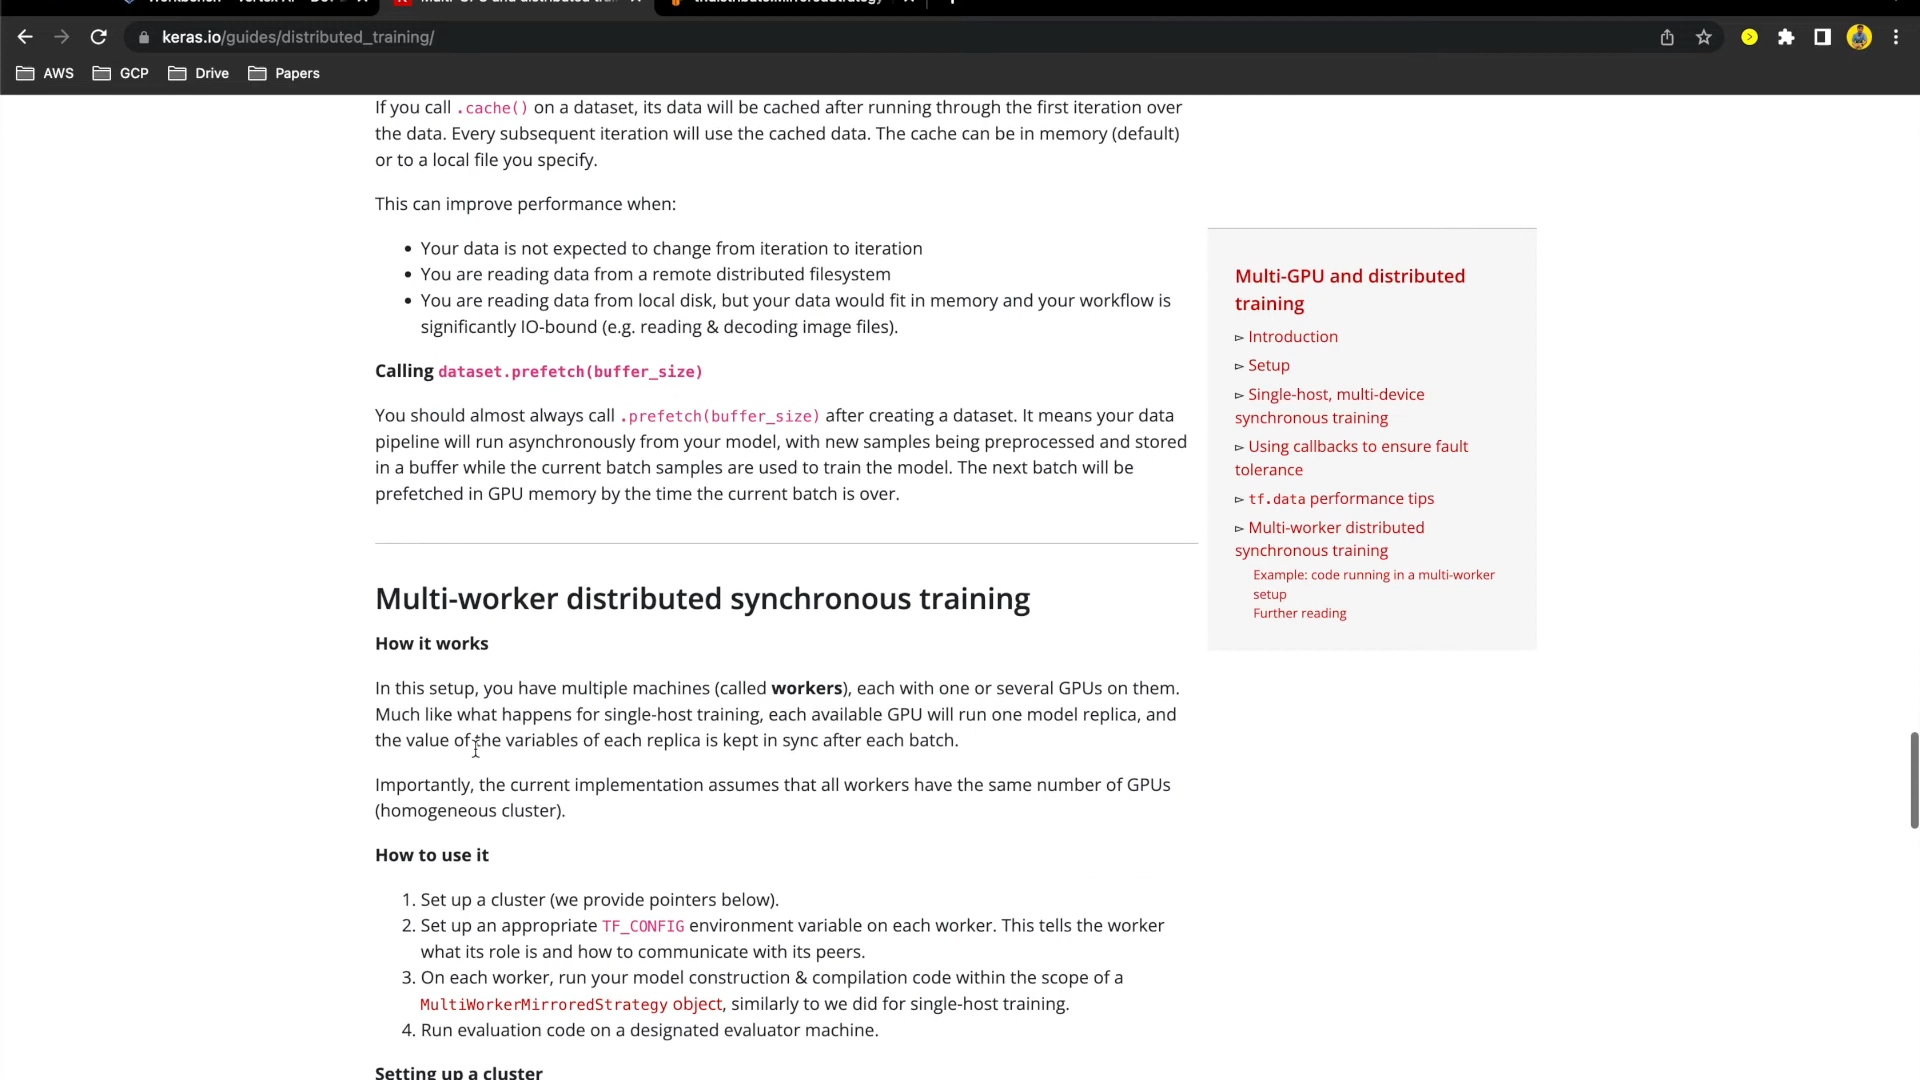 keras.io/guides/distributed_training/
AWS GCP Drive Papers
If you call .cache() on a dataset, its data will be cached after running through the first iteration over
the data. Every subsequent iteration will use the cached data. The cache can be in memory (default)
or to a local file you specify.
This can improve performance when:
• Your data is not expected to change from iteration to iteration
• You are reading data from a remote distributed filesystem
• You are reading data from local disk, but your data would fit in memory and your workflow is
significantly IO-bound (e.g. reading & decoding image files).
Calling dataset.prefetch(buffer_size)
You should almost always call .prefetch(buffer_size) after creating a dataset. It means your data
pipeline will run asynchronously from your model, with new samples being preprocessed and stored
in a buffer while the current batch samples are used to train the model. The next batch will be
prefetched in GPU memory by the time the current batch is over.
Multi-worker distributed synchronous training
How it works
In this setup, you have multiple machines (called workers), each with one or several GPUs on them.
Much like what happens for single-host training, each available GPU will run one model replica, and
the value of the variables of each replica is kept in sync after each batch.
Importantly, the current implementation assumes that all workers have the same number of GPUs
(homogeneous cluster).
How to use it
1. Set up a cluster (we provide pointers below).
2. Set up an appropriate TF_CONFIG environment variable on each worker. This tells the worker
what its role is and how to communicate with its peers.
3. On each worker, run your model construction & compilation code within the scope of a
MultiWorkerMirroredStrategy object, similarly to we did for single-host training.
4. Run evaluation code on a designated evaluator machine.
Setting up a cluster
Multi-GPU and distributed
training
▻ Introduction
▻ Setup
▻ Single-host, multi-device
synchronous training
▻ Using callbacks to ensure fault
tolerance
▻ tf.data performance tips
▻ Multi-worker distributed
synchronous training
Example: code running in a multi-worker
setup
Further reading